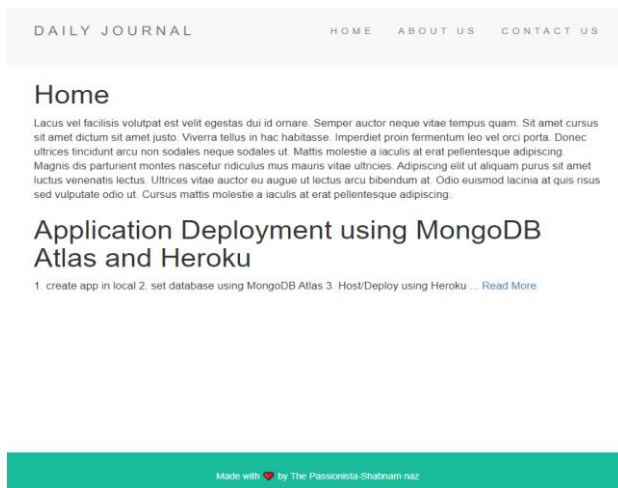 DAILY JOURNAL
HOME ABOUT US CONTACT US
Home
Lacus vel facilisis volutpat est velit egestas dui id ornare. Semper auctor neque vitae tempus quam. Sit amet cursus
sit amet dictum sit amet justo. Viverra tellus in hac habitasse. Imperdiet proin fermentum leo vel orci porta. Donec
ultrices tincidunt arcu non sodales neque sodales ut. Mattis molestie a iaculis at erat pellentesque adipiscing.
Magnis dis parturient montes nascetur ridiculus mus mauris vitae ultricies. Adipiscing elit ut aliquam purus sit amet
luctus venenatis lectus. Ultrices vitae auctor eu augue ut lectus arcu bibendum at. Odio euismod lacinia at quis risus
sed vulputate odio ut. Cursus mattis molestie a iaculis at erat pellentesque adipiscing.
Application Deployment using MongoDB
Atlas and Heroku
1. create app in local 2. set database using MongoDB Atlas 3. Host/Deploy using Heroku ... Read More
Made with ❤ by The Passionista-Shabnam naz